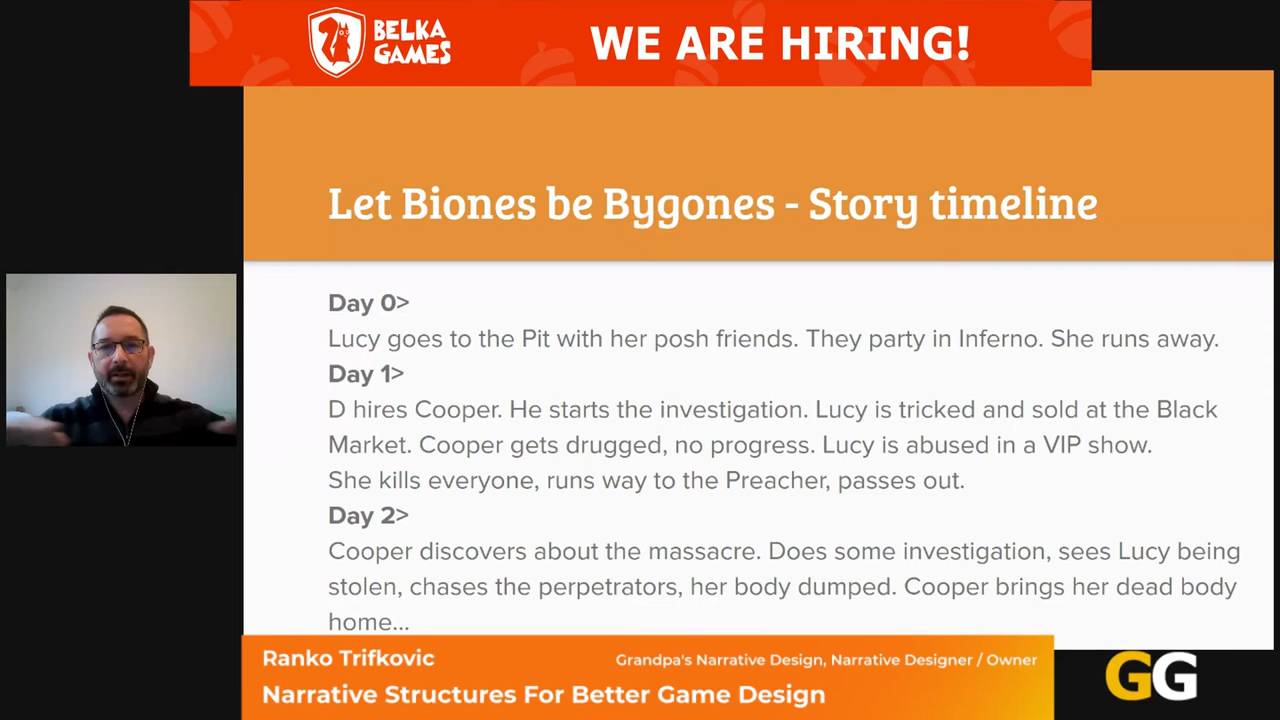 BELKA
GAMES
WE ARE HIRING!
Let Biones be Bygones - Story timeline
Day 0>
Lucy goes to the Pit with her posh friends. They party in Inferno. She runs away.
Day 1>
D hires Cooper. He starts the investigation. Lucy is tricked and sold at the Black
Market. Cooper gets drugged, no progress. Lucy is abused in a VIP show.
She kills everyone, runs way to the Preacher, passes out.
Day 2>
Cooper discovers about the massacre. Does some investigation, sees Lucy being
stolen, chases the perpetrators, her body dumped. Cooper brings her dead body
home...
Ranko Trifkovic
Grandpa's Narrative Design, Narrative Designer / Owner
Narrative Structures For Better Game Design
GG